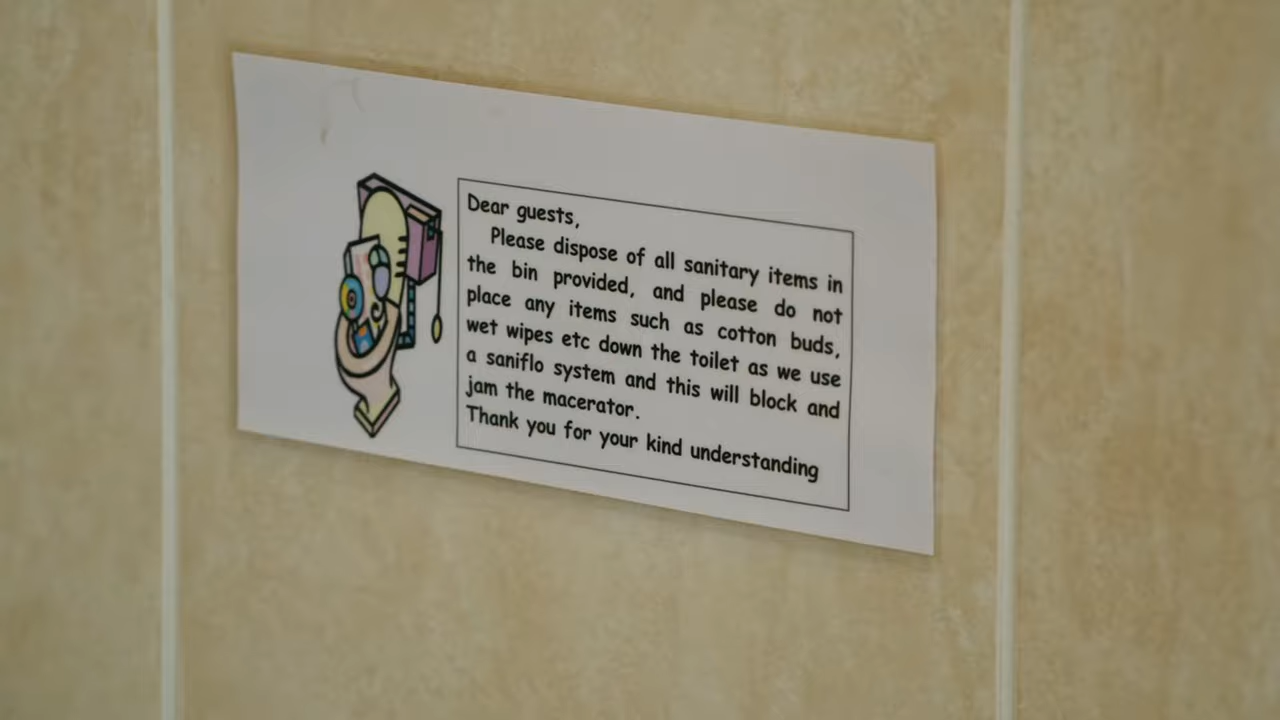 Dear guests,
Please dispose of all sanitary items in
the bin provided, and please do not
place any items such as cotton buds,
wet wipes etc down the toilet as we use
a saniflo system and this will block and
jam the macerator.
Thank you for your kind understanding